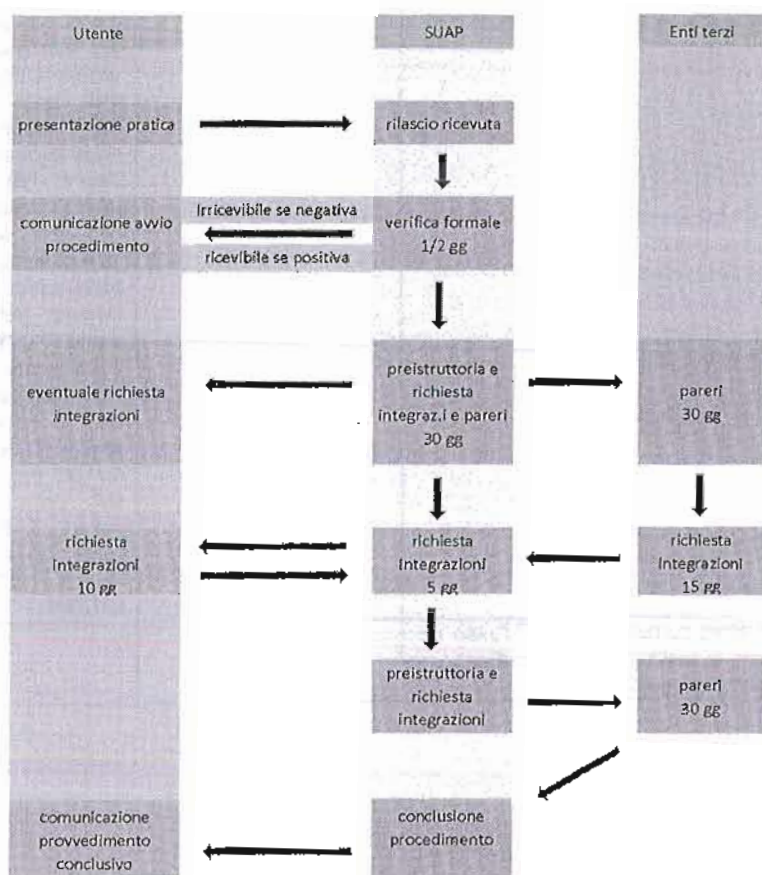 Utente
SUAP
Enti terzi
presentazione pratica
rilascio ricevuta
comunicazione avvio
procedimento
irricevibile se negativa
ricevibile se positiva
verifica formale
1/2 gg
eventuale richiesta
integrazioni
preistruttoria e
richiesta
integraz.i e pareri
30 gg
pareri
30 gg
richiesta
integrazioni
10 gg
richiesta
integrazioni
5 gg
richiesta
integrazioni
15 gg
preistruttoria e
richiesta
integrazioni
pareri
30 gg
comunicazione
provvedimento
conclusivo
conclusione
procedimento